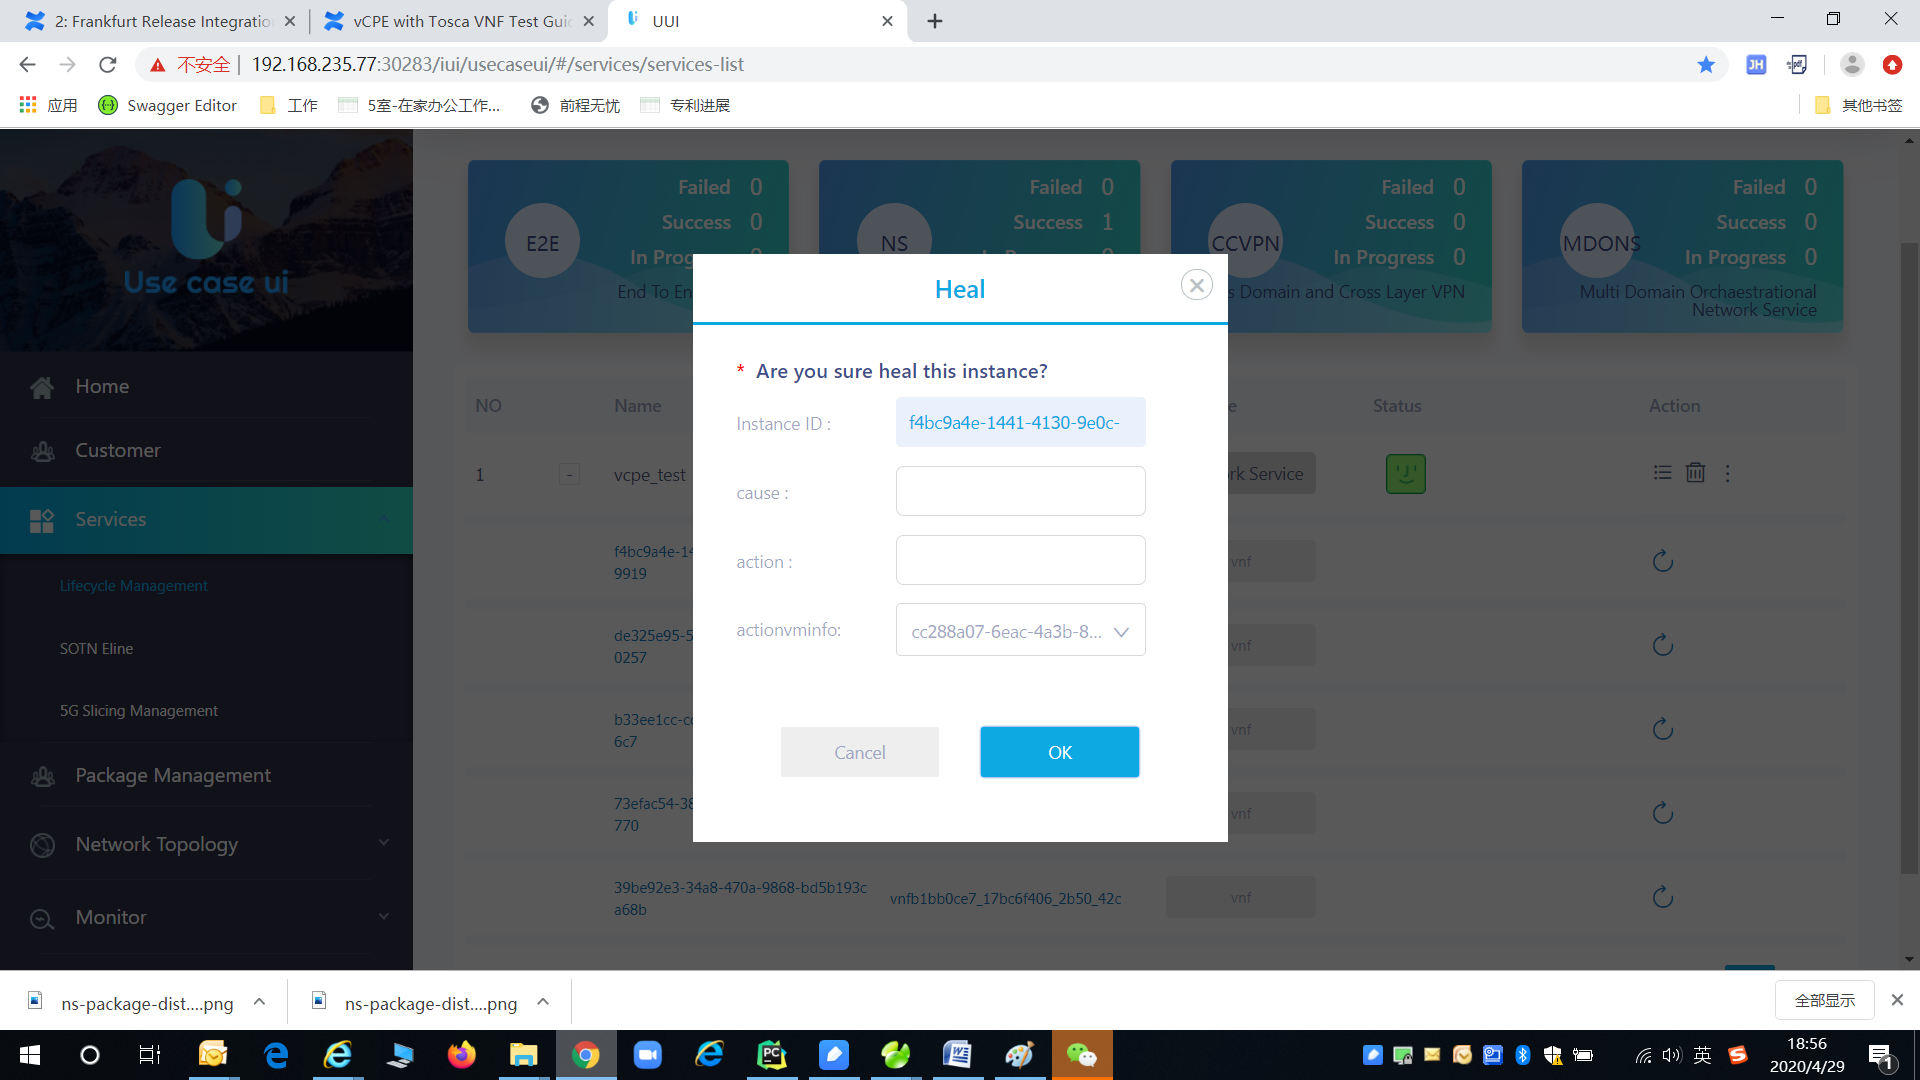 2: Frankfurt Release Integration
vCPE with Tosca VNF Test Guid
UUI
不安全
192.168.235.77:30283/iui/usecaseui/#/services/services-list
应用
Swagger Editor
工作
5室-在家办公工作...
前程无忧
专利进展
其他书签
Use case ui
Home
Customer
Services
Lifecycle Management
SOTN Eline
5G Slicing Management
Package Management
Network Topology
Monitor
E2E
Failed 0
Success 0
In Prog
End To En
NS
Failed 0
Success 1
CCVPN
Failed 0
Success 0
In Progress 0
s Domain and Cross Layer VPN
MDONS
Failed 0
Success 0
In Progress 0
Multi Domain Orchaestrational
Network Service
NO
Name
e
Status
Action
1
-
vcpe_test
rk Service
f4bc9a4e-14
9919
vnf
de325e95-5
0257
vnf
b33ee1cc-cc
6c7
vnf
73efac54-38
770
vnf
39be92e3-34a8-470a-9868-bd5b193c
a68b
vnfb1bb0ce7_17bc6f406_2b50_42c
vnf
Heal
* Are you sure heal this instance?
Instance ID :
f4bc9a4e-1441-4130-9e0c-
cause :
action :
actionvminfo:
cc288a07-6eac-4a3b-8...
Cancel
OK
ns-package-dist....png
ns-package-dist....png
全部显示
英
18:56
2020/4/29
1